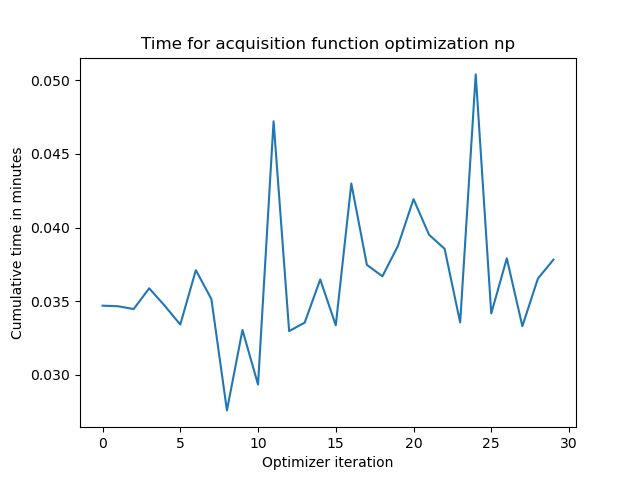 Time for acquisition function optimization np
0.050
0.045
0.040
0.035
0.030
Cumulative time in minutes
0 5 10 15 20 25 30
Optimizer iteration